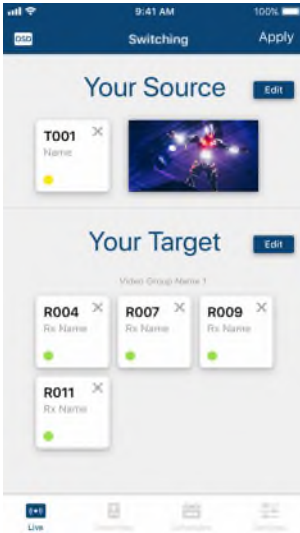 9:41 AM
100%
OSD
Switching
Apply
Your Source
Edit
T001
Name
Your Target
Edit
Video Group Name 1
R004
Rx Name
R007
Rx Name
R009
Rx Name
R011
Rx Name
Live